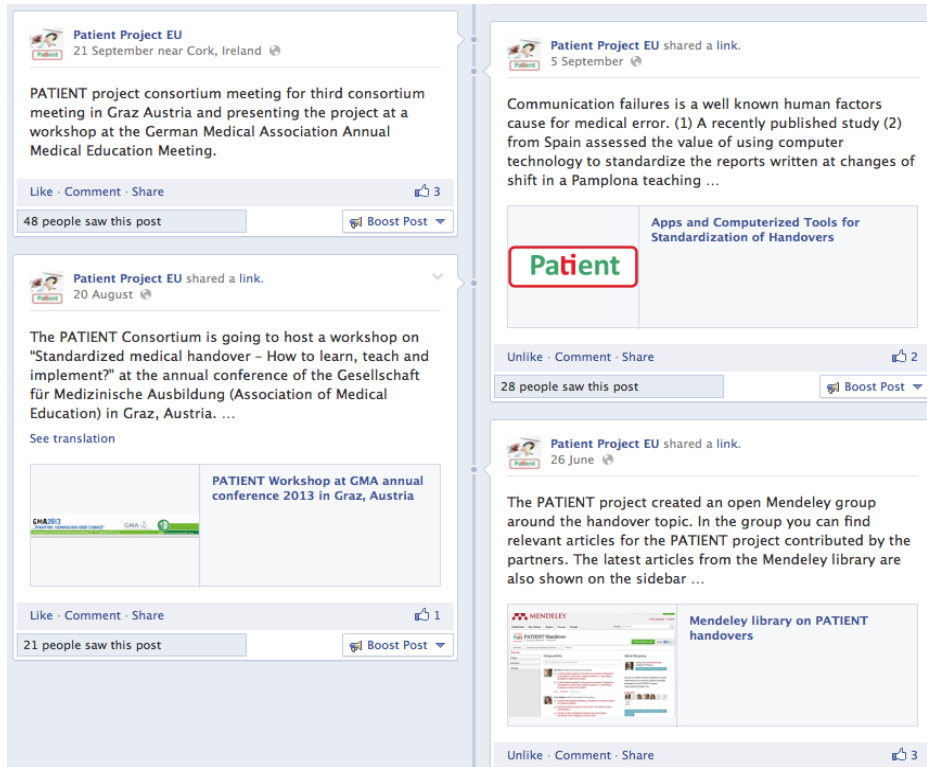 Patient Project EU
21 September near Cork, Ireland
Patient
PATIENT project consortium meeting for third consortium
meeting in Graz Austria and presenting the project at a
workshop at the German Medical Association Annual
Medical Education Meeting.
Like · Comment · Share
3
48 people saw this post
Boost Post
Patient Project EU shared a link.
20 August
Patient
The PATIENT Consortium is going to host a workshop on
“Standardized medical handover – How to learn, teach and
implement?” at the annual conference of the Gesellschaft
für Medizinische Ausbildung (Association of Medical
Education) in Graz, Austria. ...
See translation
PATIENT Workshop at GMA annual
conference 2013 in Graz, Austria
GMA2013
GMA
Like · Comment · Share
1
21 people saw this post
Boost Post
Patient Project EU shared a link.
5 September
Patient
Communication failures is a well known human factors
cause for medical error. (1) A recently published study (2)
from Spain assessed the value of using computer
technology to standardize the reports written at changes of
shift in a Pamplona teaching ...
Apps and Computerized Tools for
Standardization of Handovers
Patient
Unlike · Comment · Share
2
28 people saw this post
Boost Post
Patient Project EU shared a link.
26 June
Patient
The PATIENT project created an open Mendeley group
around the handover topic. In the group you can find
relevant articles for the PATIENT project contributed by the
partners. The latest articles from the Mendeley library are
also shown on the sidebar ...
MENDELEY
PATIENT Handover
Mendeley library on PATIENT
handovers
Unlike · Comment · Share
3